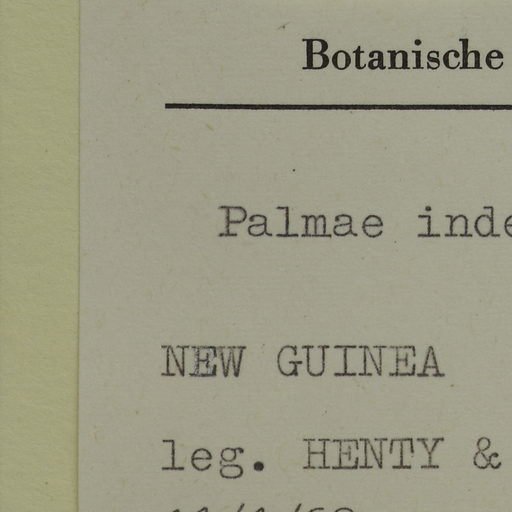 Botanische
Palmae inde
NEW GUINEA
leg. HENTY &